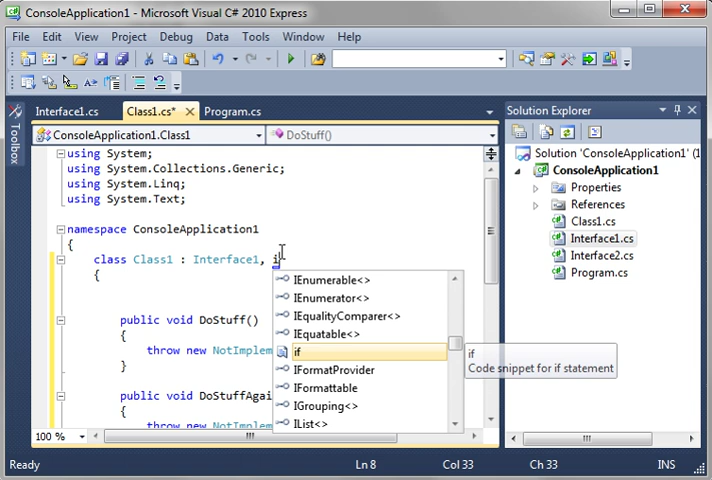 ConsoleApplication1 - Microsoft Visual C# 2010 Express
File Edit View Project Debug Data Tools Window Help
Toolbox
Interface1.cs Class1.cs* Program.cs
ConsoleApplication1.Class1 DoStuff()
using System;
using System.Collections.Generic;
using System.Linq;
using System.Text;
namespace ConsoleApplication1
{
class Class1 : Interface1, i
{
public void DoStuff()
{
throw new NotImplem
}
public void DoStuffAgai
{
throw new NotImplem
IEnumerable<>
IEnumerator<>
IEqualityComparer<>
IEquatable<>
if
IFormatProvider
IFormattable
IGrouping<>
IList<>
if
Code snippet for if statement
100 %
Solution Explorer
Solution 'ConsoleApplication1' (1
ConsoleApplication1
Properties
References
Class1.cs
Interface1.cs
Interface2.cs
Program.cs
Ready Ln 8 Col 33 Ch 33 INS